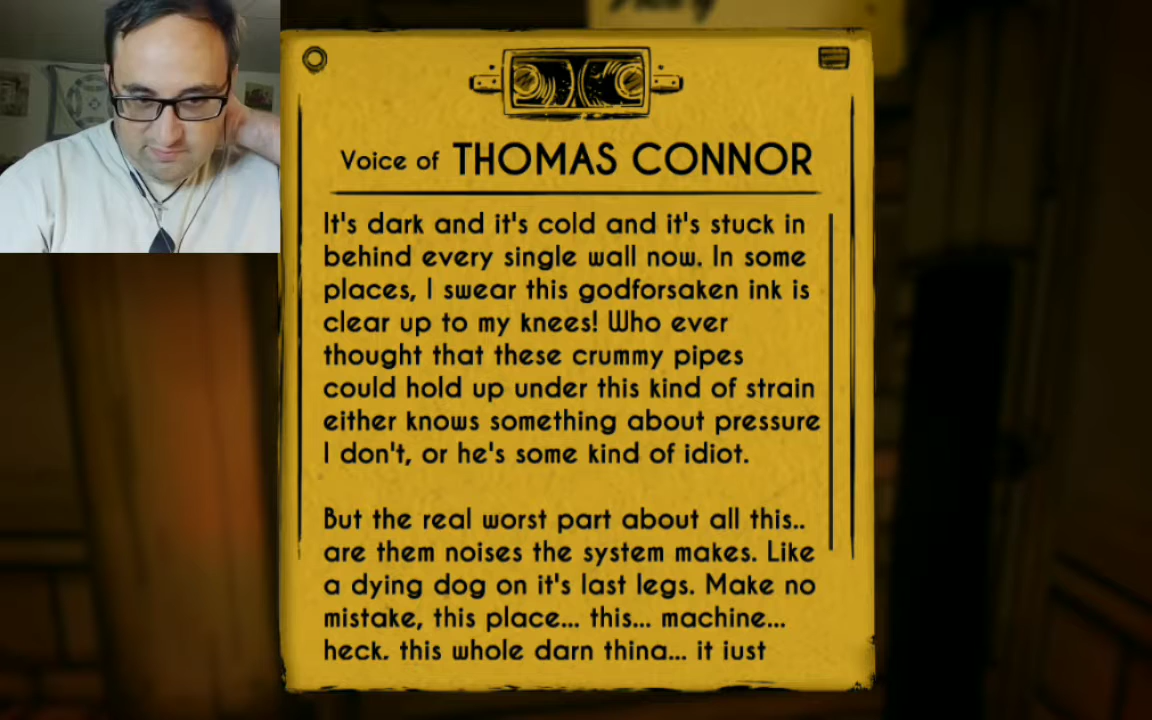 Voice of THOMAS CONNOR
It's dark and it's cold and it's stuck in
behind every single wall now. In some
places, I swear this godforsaken ink is
clear up to my knees! Who ever
thought that these crummy pipes
could hold up under this kind of strain
either knows something about pressure
I don't, or he's some kind of idiot.
But the real worst part about all this..
are them noises the system makes. Like
a dying dog on it's last legs. Make no
mistake, this place... this... machine...
heck. this whole darn thing... it just